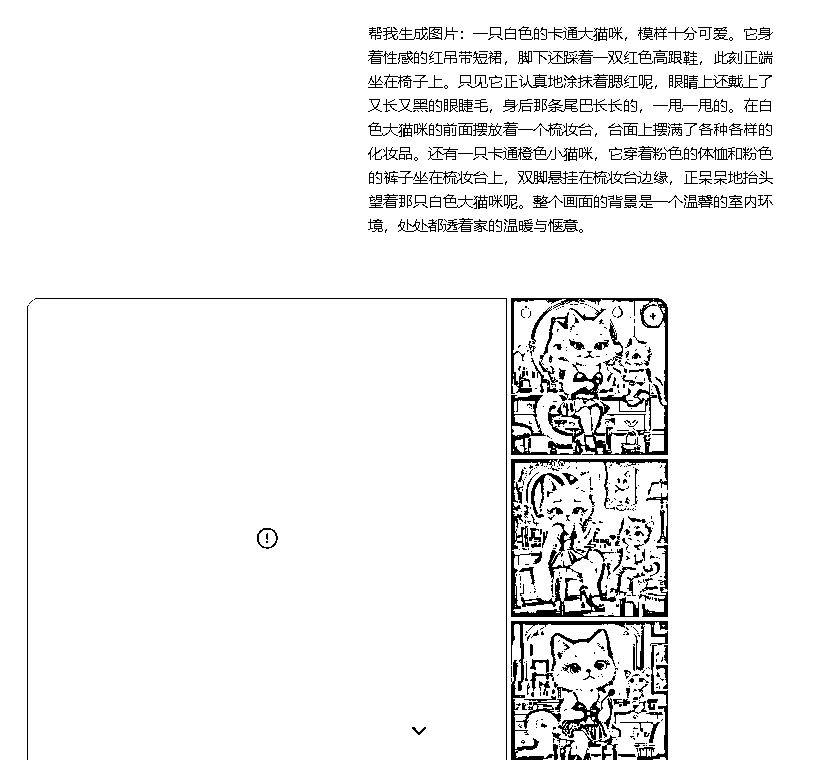 帮我生成图片：一只白色的卡通大猫咪，模样十分可爱。它身
着性感的红吊带短裙，脚下还踩着一双红色高跟鞋，此刻正端
坐在椅子上。只见它正认真地涂抹着腮红呢，眼睛上还戴上了
又长又黑的眼睫毛，身后那条尾巴长长的，一甩一甩的。在白
色大猫咪的前面摆放着一个梳妆台，台面上摆满了各种各样的
化妆品。还有一只卡通橙色小猫咪，它穿着粉色的体恤和粉色
的裤子坐在梳妆台上，双脚悬挂在梳妆台边缘，正呆呆地抬头
望着那只白色大猫咪呢。整个画面的背景是一个温馨的室内环
境，处处都透着家的温暖与惬意。